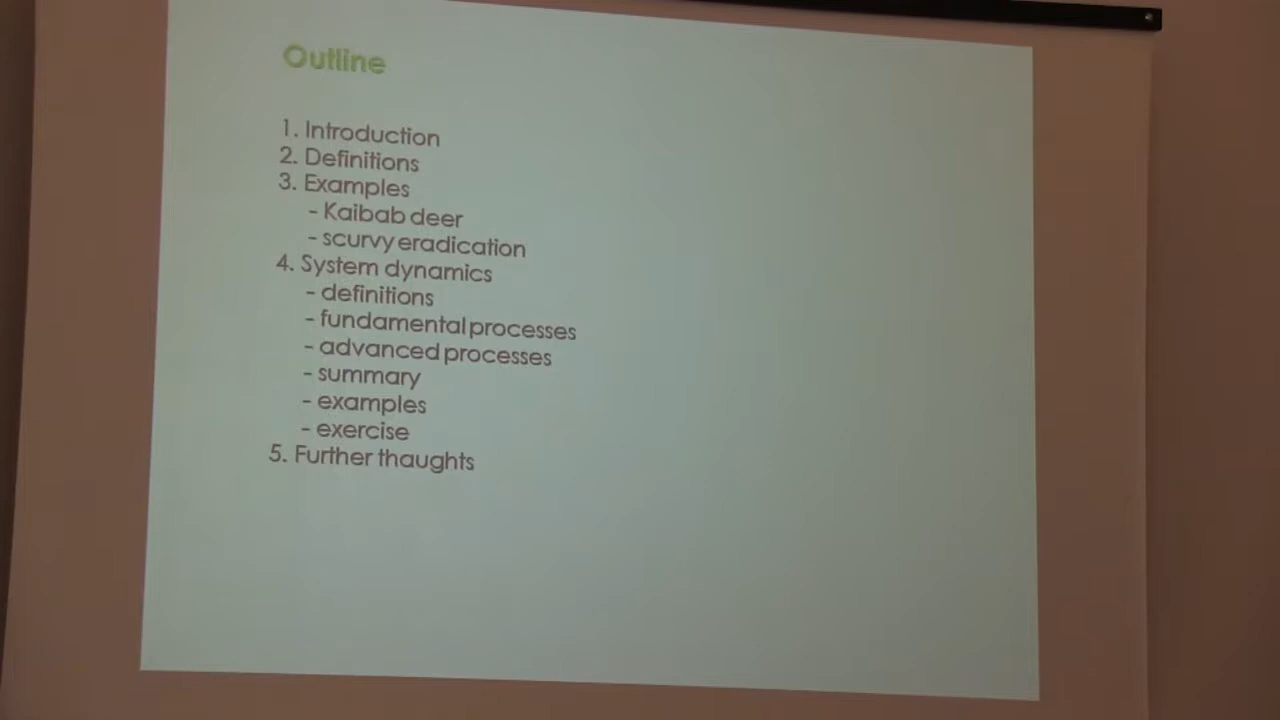 Outline
1. Introduction
2. Definitions
3. Examples
- Kaibab deer
- scurvy eradication
4. System dynamics
- definitions
- fundamental processes
- advanced processes
- summary
- examples
- exercise
5. Further thaughts